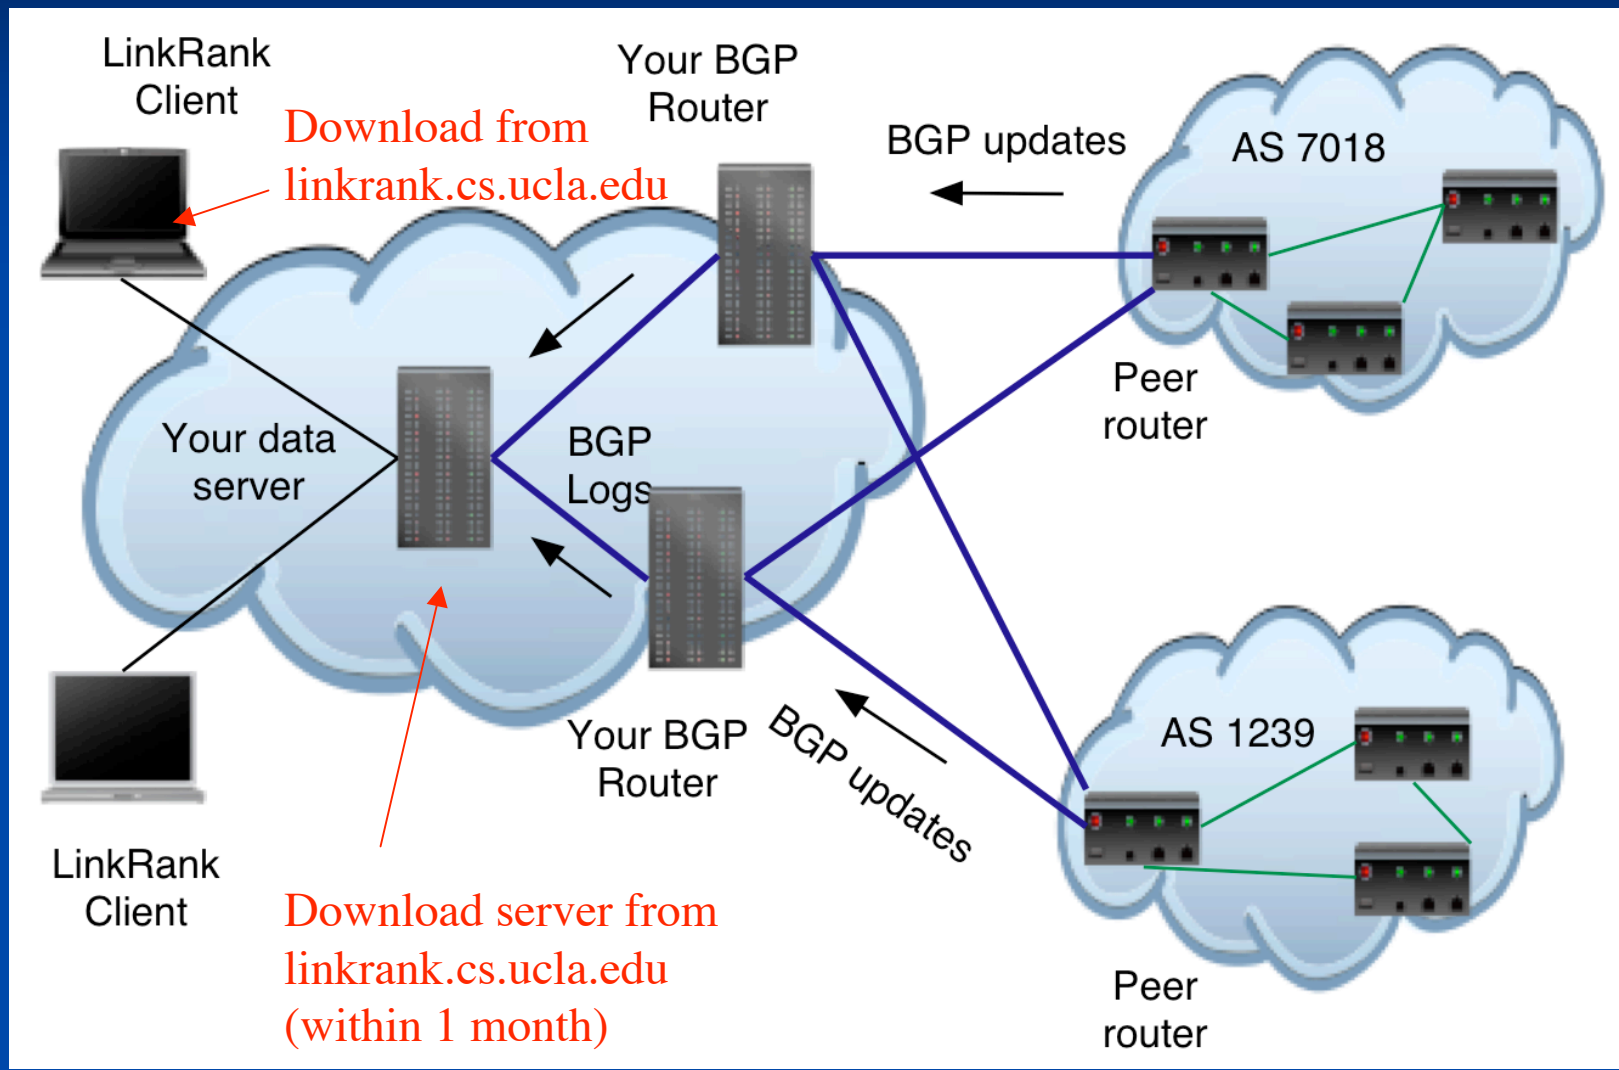 LinkRank
Client
Download from
linkrank.cs.ucla.edu
Your BGP
Router
BGP updates
AS 7018
Peer
router
Your data
server
BGP
Logs
Your BGP
Router
BGP updates
AS 1239
Peer
router
LinkRank
Client
Download server from
linkrank.cs.ucla.edu
(within 1 month)